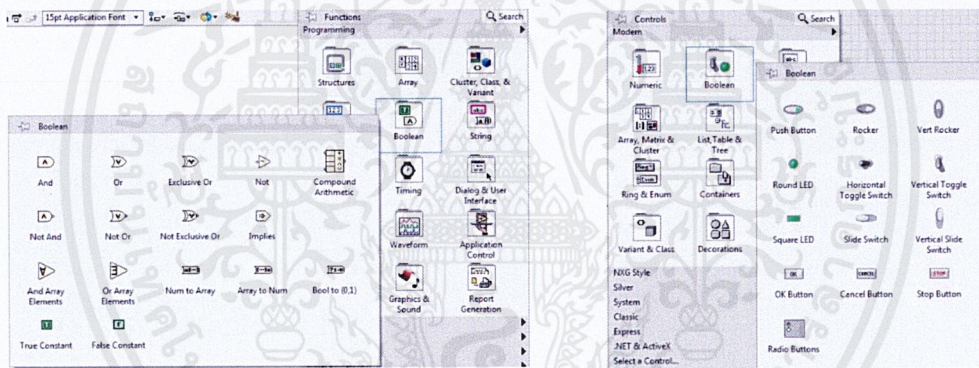 15pt Application Font
Functions
Search
Programming
Structures
Array
Cluster, Class, &
Variant
Boolean
String
Timing
Dialog & User
Interface
Waveform
Application
Control
Graphics &
Sound
Report
Generation
Boolean
And
Or
Exclusive Or
Not
Compound
Arithmetic
Not And
Not Or
Not Exclusive Or
Implies
And Array
Elements
Or Array
Elements
Num to Array
Array to Num
Bool to (0,1)
True Constant
False Constant
Controls
Search
Modern
Numeric
Boolean
Array, Matrix &
Cluster
List, Table &
Tree
Ring & Enum
Containers
Variant & Class
Decorations
NXG Style
Silver
System
Classic
Express
.NET & ActiveX
Select a Control...
Boolean
Push Button
Rocker
Vert Rocker
Round LED
Horizontal
Toggle Switch
Vertical Toggle
Switch
Square LED
Slide Switch
Vertical Slide
Switch
OK
CANCEL
STOP
OK Button
Cancel Button
Stop Button
Radio Buttons